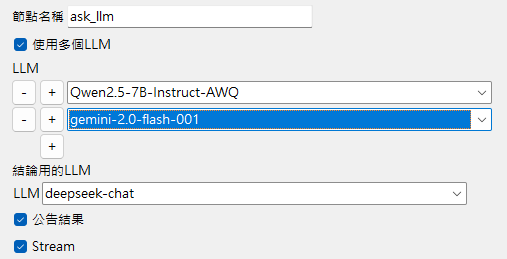 節點名稱 ask_llm
使用多個LLM
LLM
- + Qwen2.5-7B-Instruct-AWQ
- + gemini-2.0-flash-001
+
結論用的LLM
LLM deepseek-chat
公告結果
Stream